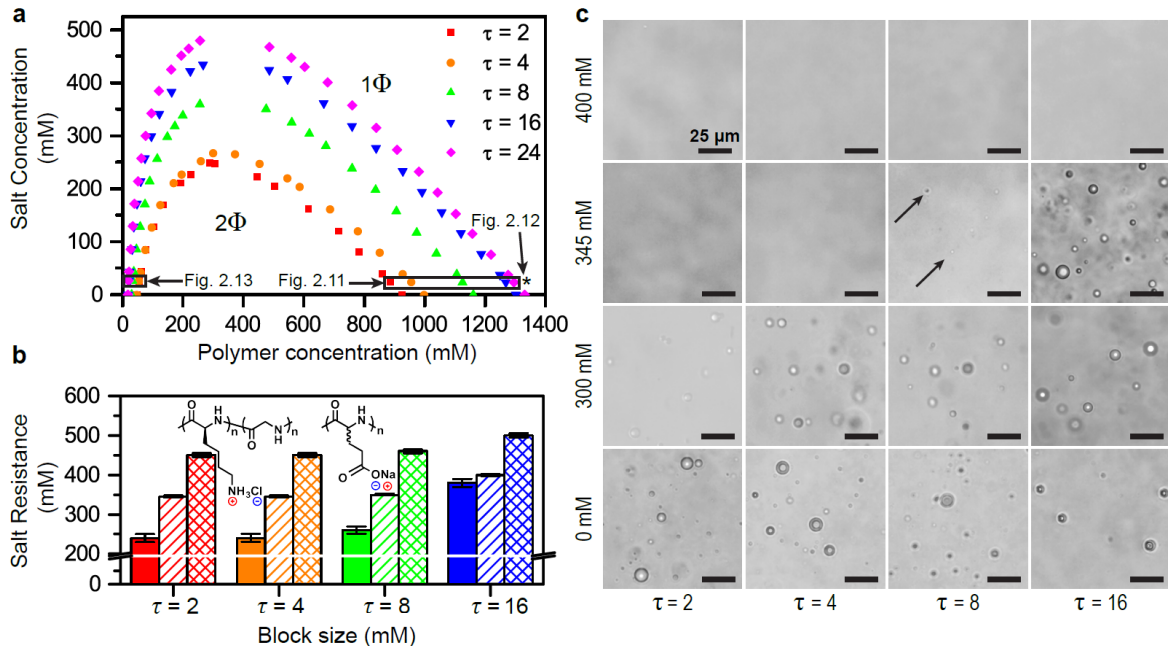 a
Salt Concentration
(mM)
500
400
300
200
100
0
0
200
400
600
800
1000
1200
1400
Polymer concentration (mM)
τ = 2
τ = 4
τ = 8
τ = 16
τ = 24
1Φ
2Φ
Fig. 2.12
Fig. 2.13
Fig. 2.11
*
b
Salt Resistance
(mM)
600
500
400
300
200
0
O
H
N
n
O
N
H
n
NH3Cl
+
−
O
H
N
n
O
ONa
− +
τ = 2
τ = 4
τ = 8
τ = 16
Block size (mM)
c
400 mM
345 mM
300 mM
0 mM
25 μm
τ = 2
τ = 4
τ = 8
τ = 16